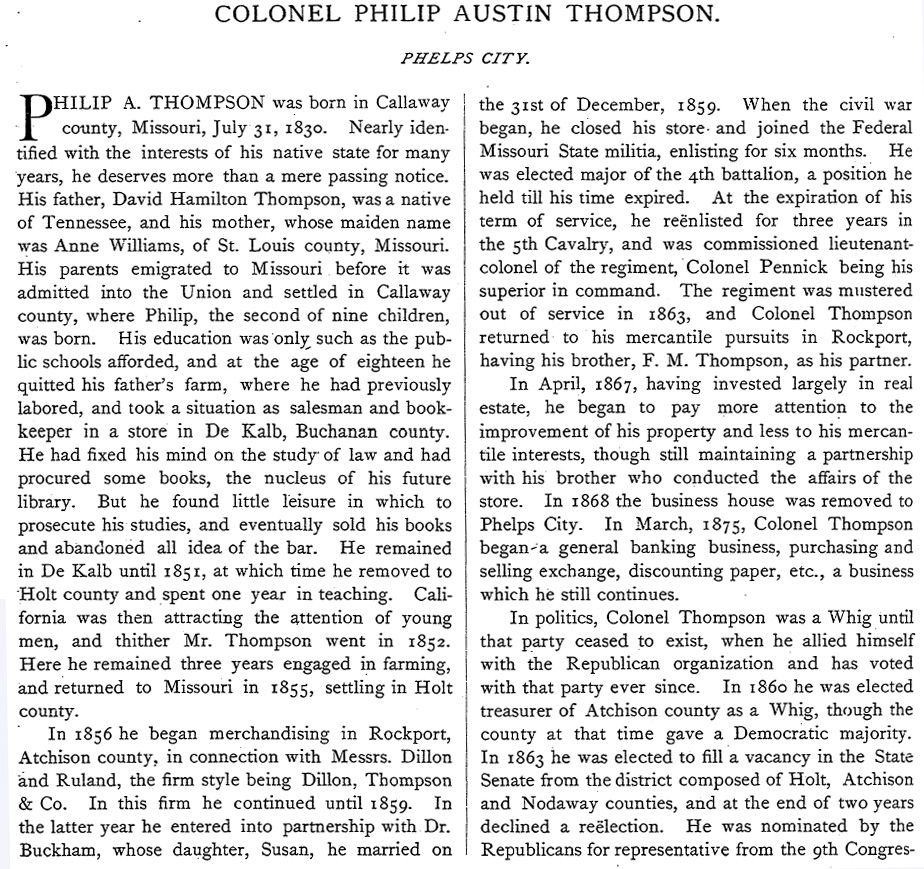 COLONEL PHILIP AUSTIN THOMPSON.
PHELPS CITY.
PHILIP A. THOMPSON was born in Callaway
county, Missouri, July 31, 1830. Nearly iden-
tified with the interests of his native state for many
years, he deserves more than a mere passing notice.
His father, David Hamilton Thompson, was a native
of Tennessee, and his mother, whose maiden name
was Anne Williams, of St. Louis county, Missouri.
His parents emigrated to Missouri before it was
admitted into the Union and settled in Callaway
county, where Philip, the second of nine children,
was born. His education was only such as the pub-
lic schools afforded, and at the age of eighteen he
quitted his father's farm, where he had previously
labored, and took a situation as salesman and book-
keeper in a store in De Kalb, Buchanan county.
He had fixed his mind on the study of law and had
procured some books, the nucleus of his future
library. But he found little leisure in which to
prosecute his studies, and eventually sold his books
and abandoned all idea of the bar. He remained
in De Kalb until 1851, at which time he removed to
Holt county and spent one year in teaching. Cali-
fornia was then attracting the attention of young
men, and thither Mr. Thompson went in 1852.
Here he remained three years engaged in farming,
and returned to Missouri in 1855, settling in Holt
county.
In 1856 he began merchandising in Rockport,
Atchison county, in connection with Messrs. Dillon
and Ruland, the firm style being Dillon, Thompson
& Co. In this firm he continued until 1859. In
the latter year he entered into partnership with Dr.
Buckham, whose daughter, Susan, he married on
the 31st of December, 1859. When the civil war
began, he closed his store and joined the Federal
Missouri State militia, enlisting for six months. He
was elected major of the 4th battalion, a position he
held till his time expired. At the expiration of his
term of service, he reënlisted for three years in
the 5th Cavalry, and was commissioned lieutenant-
colonel of the regiment, Colonel Pennick being his
superior in command. The regiment was mustered
out of service in 1863, and Colonel Thompson
returned to his mercantile pursuits in Rockport,
having his brother, F. M. Thompson, as his partner.
In April, 1867, having invested largely in real
estate, he began to pay more attention to the
improvement of his property and less to his mercan-
tile interests, though still maintaining a partnership
with his brother who conducted the affairs of the
store. In 1868 the business house was removed to
Phelps City. In March, 1875, Colonel Thompson
began a general banking business, purchasing and
selling exchange, discounting paper, etc., a business
which he still continues.
In politics, Colonel Thompson was a Whig until
that party ceased to exist, when he allied himself
with the Republican organization and has voted
with that party ever since. In 1860 he was elected
treasurer of Atchison county as a Whig, though the
county at that time gave a Democratic majority.
In 1863 he was elected to fill a vacancy in the State
Senate from the district composed of Holt, Atchison
and Nodaway counties, and at the end of two years
declined a reëlection. He was nominated by the
Republicans for representative from the 9th Congres-